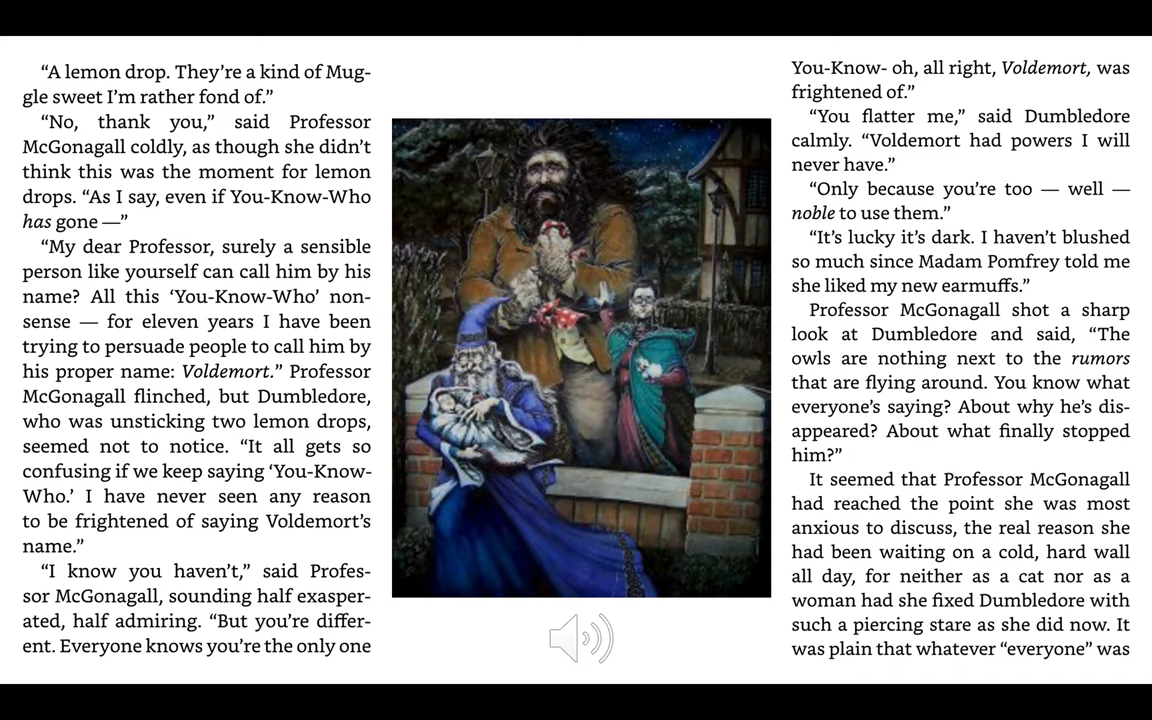 “A lemon drop. They’re a kind of Mug-
gle sweet I’m rather fond of.”
“No, thank you,” said Professor
McGonagall coldly, as though she didn’t
think this was the moment for lemon
drops. “As I say, even if You-Know-Who
has gone —”
“My dear Professor, surely a sensible
person like yourself can call him by his
name? All this ‘You-Know-Who’ non-
sense — for eleven years I have been
trying to persuade people to call him by
his proper name: Voldemort.” Professor
McGonagall flinched, but Dumbledore,
who was unsticking two lemon drops,
seemed not to notice. “It all gets so
confusing if we keep saying ‘You-Know-
Who.’ I have never seen any reason
to be frightened of saying Voldemort’s
name.”
“I know you haven’t,” said Profes-
sor McGonagall, sounding half exasper-
ated, half admiring. “But you’re differ-
ent. Everyone knows you’re the only one
You-Know- oh, all right, Voldemort, was
frightened of.”
“You flatter me,” said Dumbledore
calmly. “Voldemort had powers I will
never have.”
“Only because you’re too — well —
noble to use them.”
“It’s lucky it’s dark. I haven’t blushed
so much since Madam Pomfrey told me
she liked my new earmuffs.”
Professor McGonagall shot a sharp
look at Dumbledore and said, “The
owls are nothing next to the rumors
that are flying around. You know what
everyone’s saying? About why he’s dis-
appeared? About what finally stopped
him?”
It seemed that Professor McGonagall
had reached the point she was most
anxious to discuss, the real reason she
had been waiting on a cold, hard wall
all day, for neither as a cat nor as a
woman had she fixed Dumbledore with
such a piercing stare as she did now. It
was plain that whatever “everyone” was